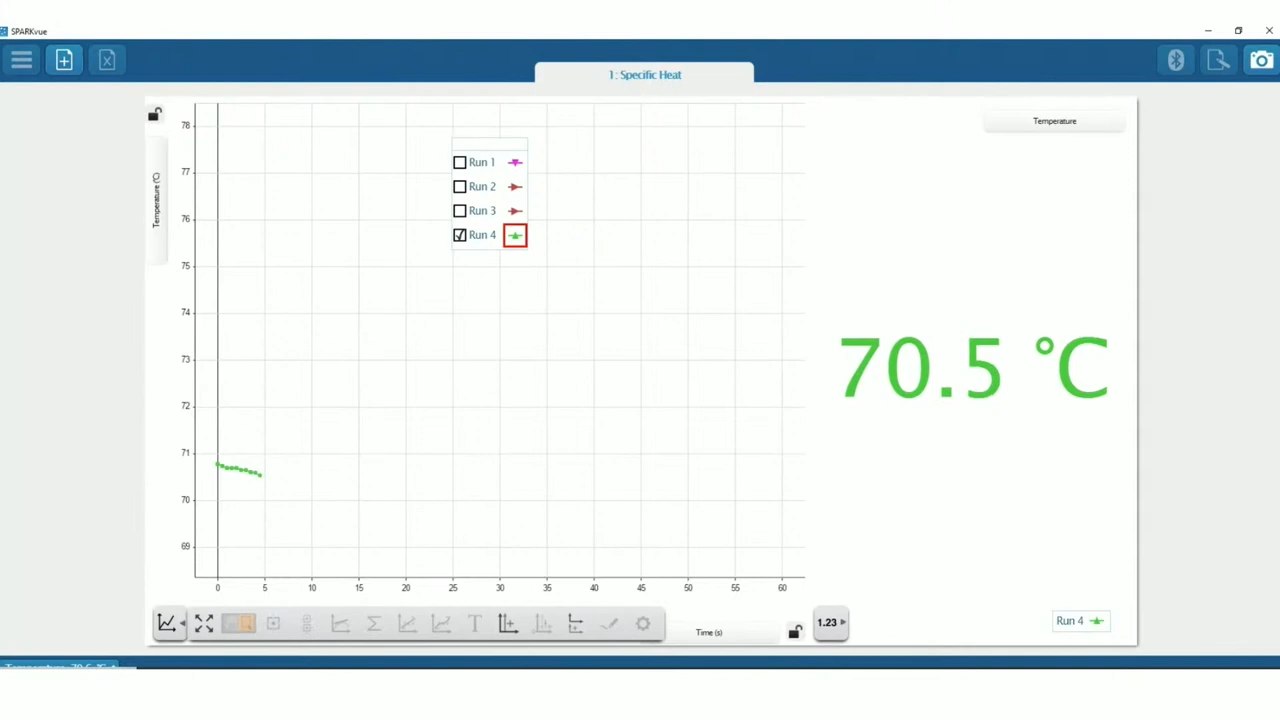 SPARKvue
1: Specific Heat
Temperature
78
77
76
75
74
73
72
71
70
69
Temperature (°C)
Run 1
Run 2
Run 3
Run 4
70.5 °C
0 5 10 15 20 25 30 35 40 45 50 55 60
Time (s)
1.23
Run 4